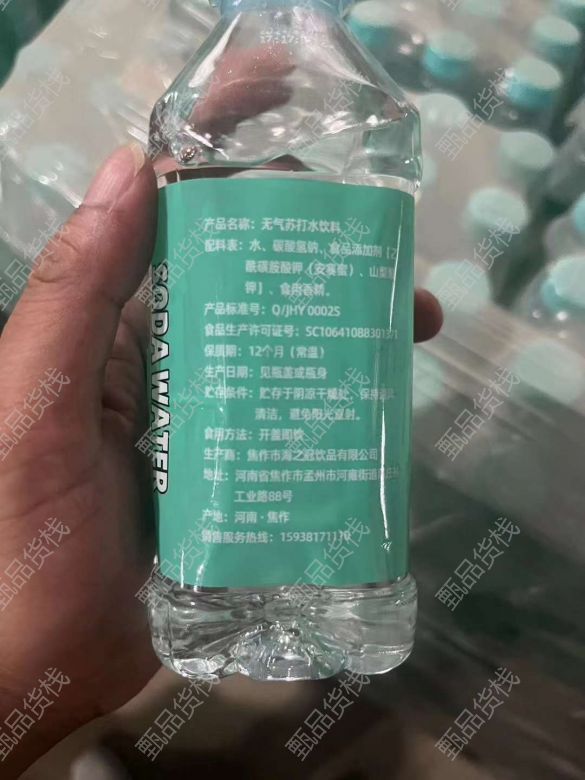 产品名称：无气苏打水饮料
配料表：水、碳酸氢钠、食品添加剂【乙
酰磺胺酸钾（安赛蜜）、山梨
钾】、食用香精。
产品标准号：Q/JHY 0002S
食品生产许可证号：SC10641088301371
保质期：12个月（常温）
生产日期：见瓶盖或瓶身
贮存条件：贮存于阴凉干燥处，保持
清洁，避免阳光直射。
食用方法：开盖即饮
生产商：焦作市海之冠饮品有限公司
地址：河南省焦作市孟州市河雍街道
工业路88号
产地：河南·焦作
销售服务热线：15938171110
SODA WATER
甄品货栈